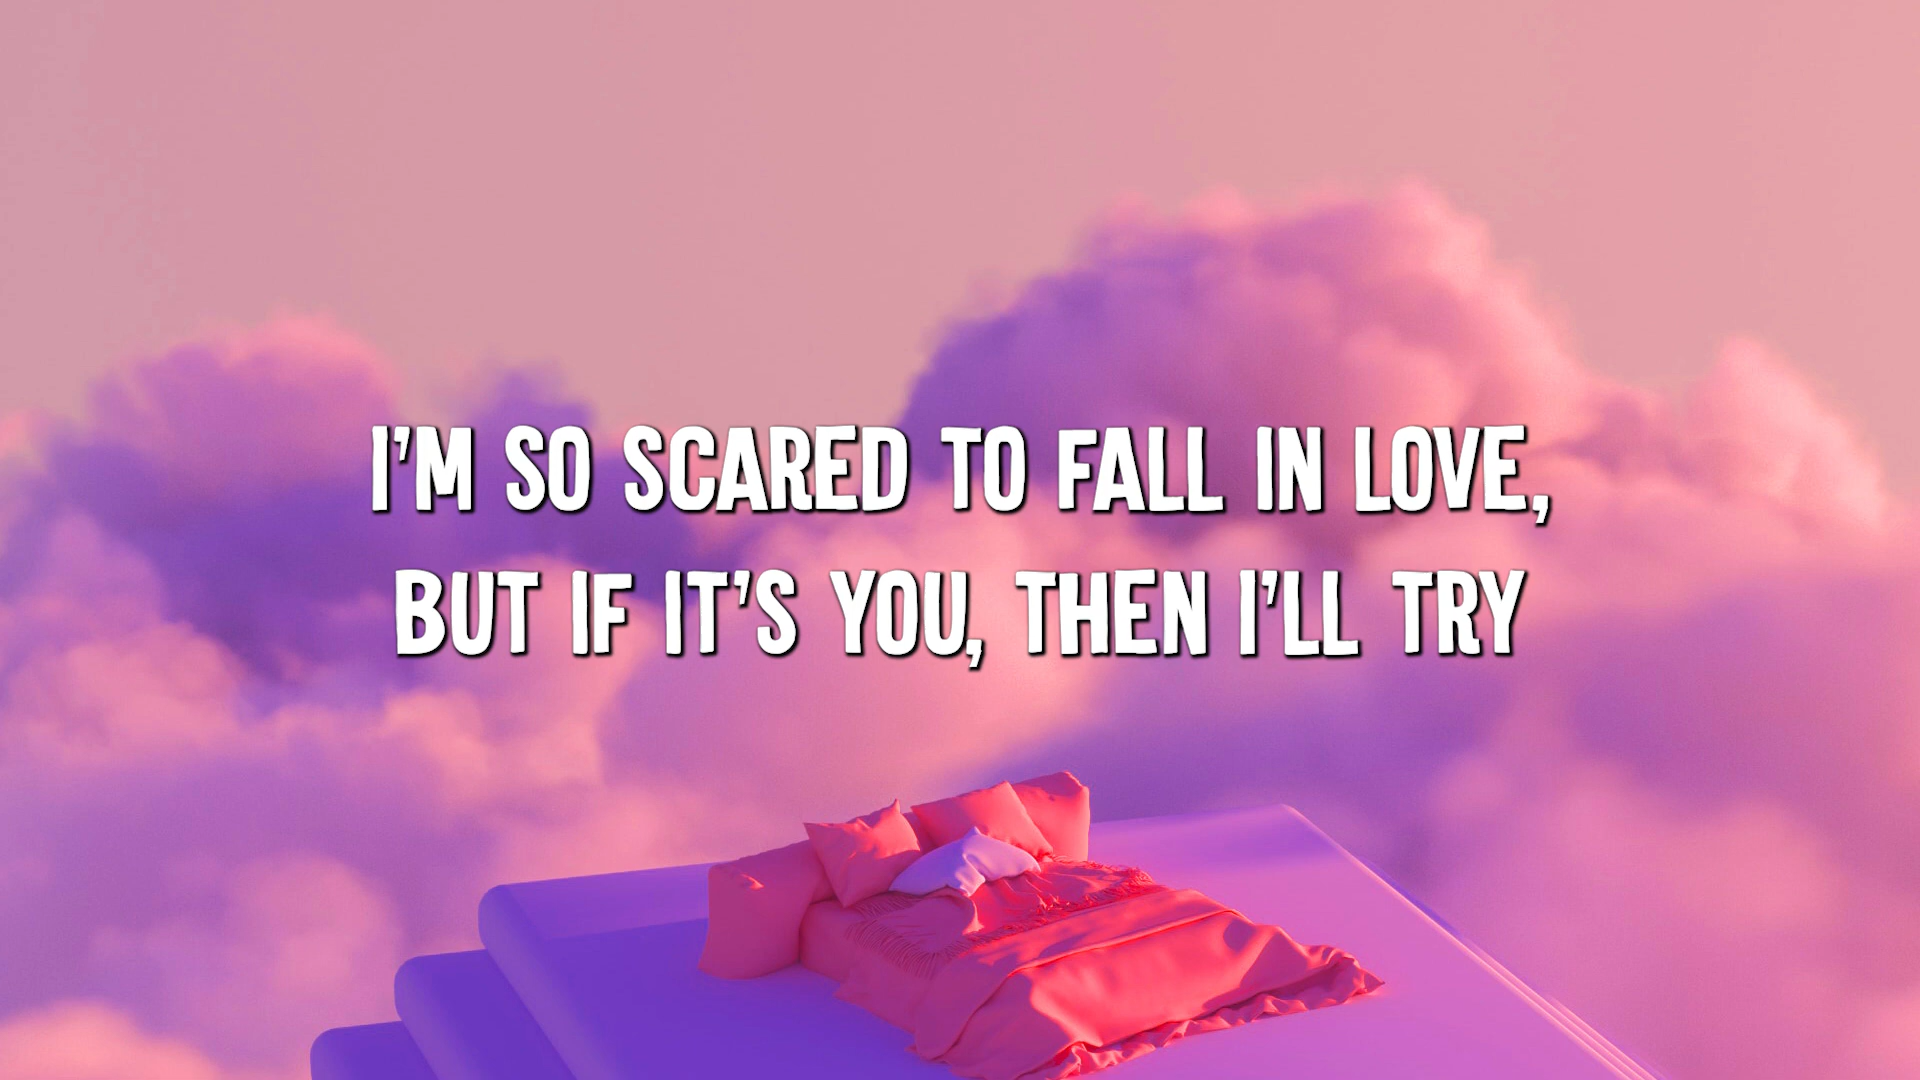 I'M SO SCARED TO FALL IN LOVE,
BUT IF IT'S YOU, THEN I'LL TRY